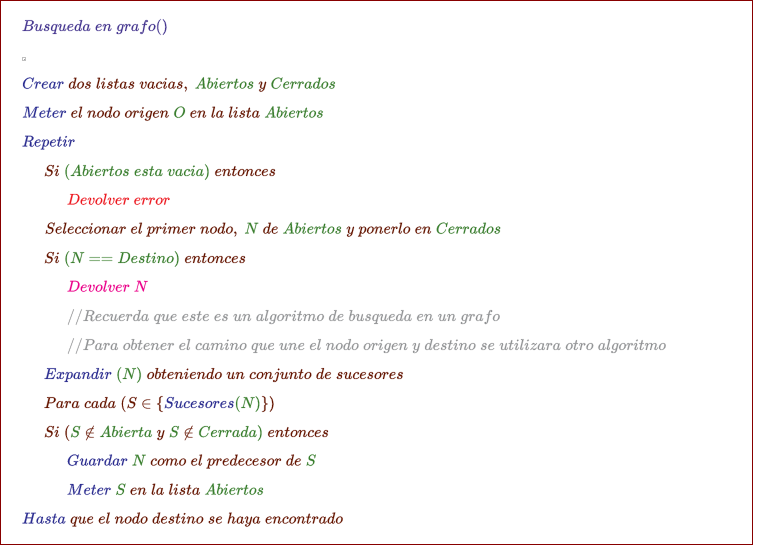 Busqueda en grafo()
Crear dos listas vacias, Abiertos y Cerrados
Meter el nodo origen O en la lista Abiertos
Repetir
Si (Abiertos esta vacia) entonces
Devolver error
Seleccionar el primer nodo, N de Abiertos y ponerlo en Cerrados
Si (N == Destino) entonces
Devolver N
//Recuerda que este es un algoritmo de busqueda en un grafo
//Para obtener el camino que une el nodo origen y destino se utilizara otro algoritmo
Expandir (N) obteniendo un conjunto de sucesores
Para cada (S ∈ {Sucesores(N)})
Si (S ∉ Abierta y S ∉ Cerrada) entonces
Guardar N como el predecesor de S
Meter S en la lista Abiertos
Hasta que el nodo destino se haya encontrado